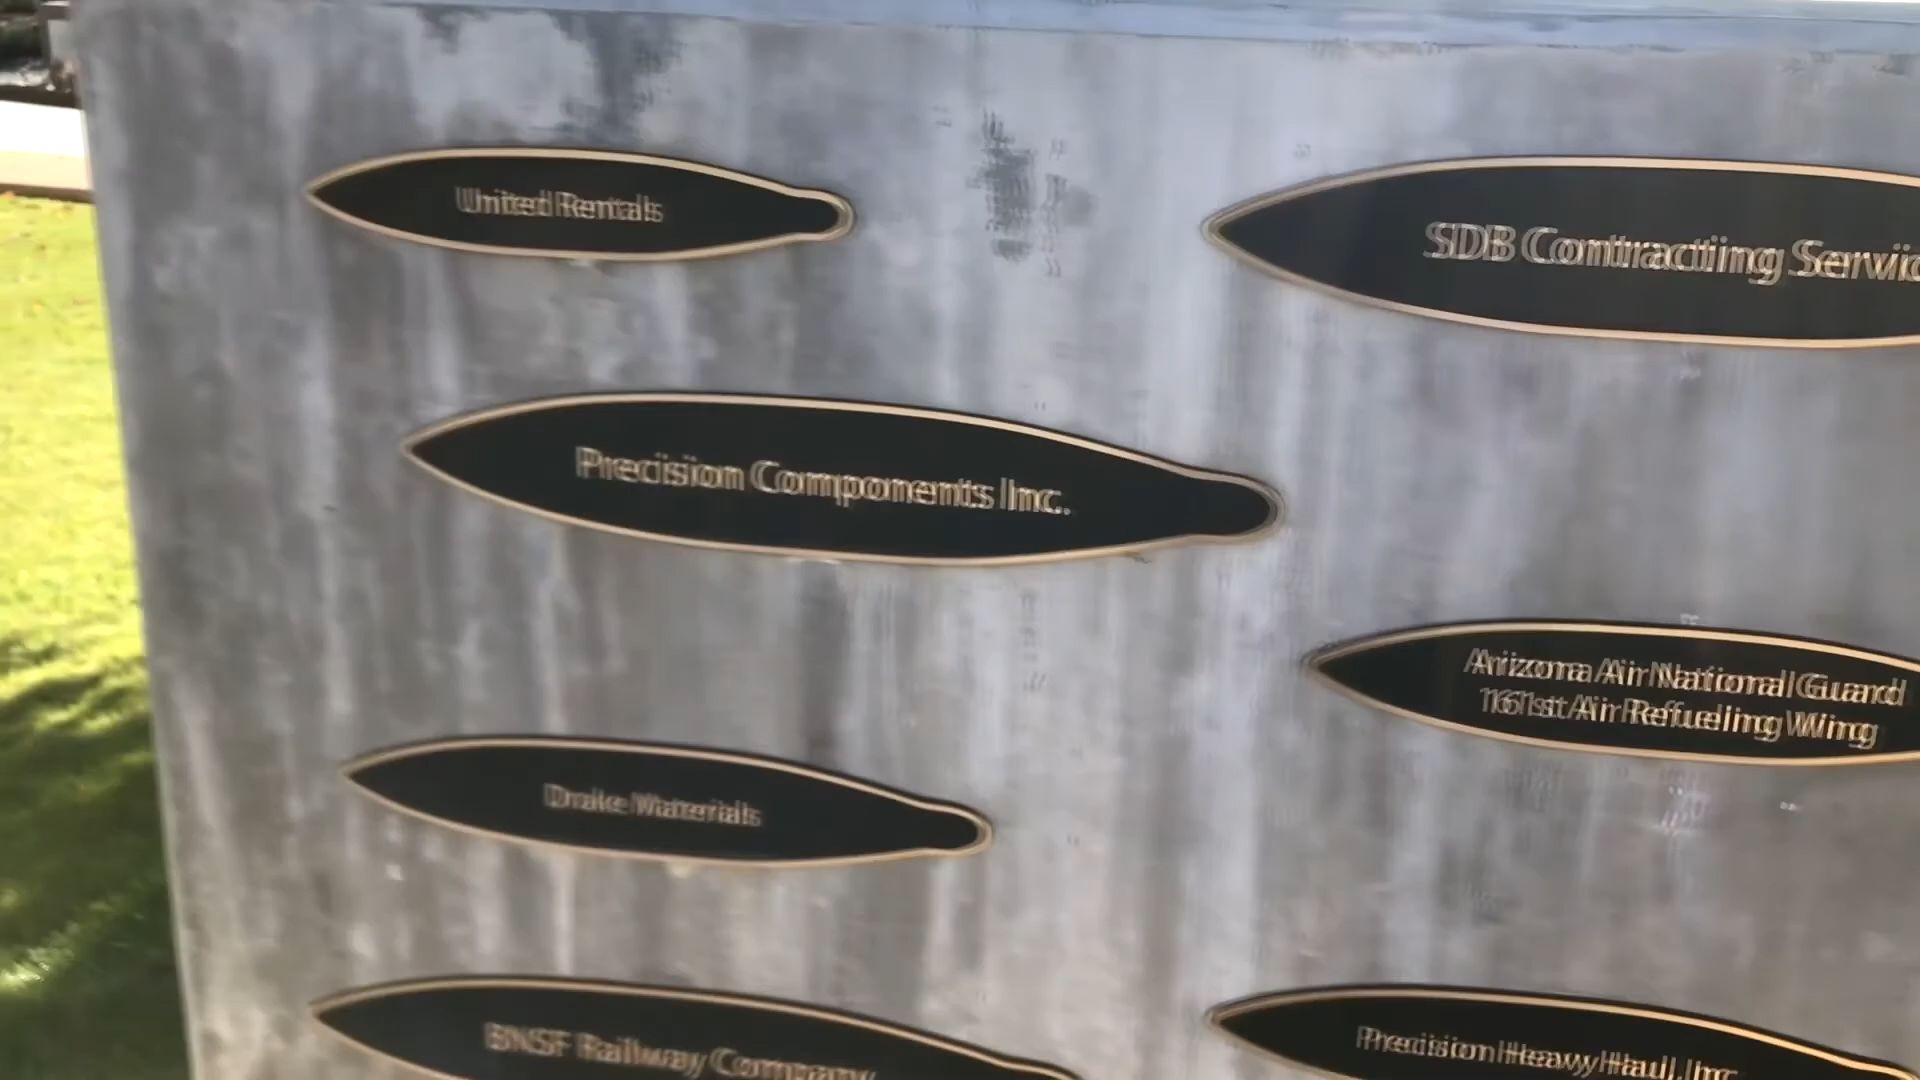 United Rentals
SDB Contracting Servic
Precision Components Inc.
Arizona Air National Guard
161st Air Refueling Wing
Drake Materials
BNSF Railway Company
Precision Heavy Haul, Inc.